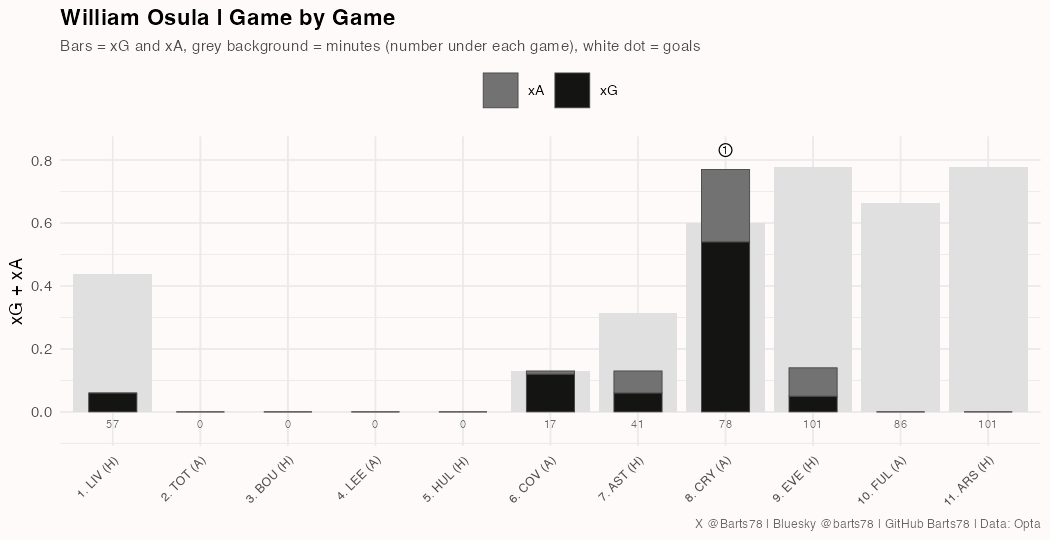 William Osula | Game by Game
Bars = xG and xA, grey background = minutes (number under each game), white dot = goals
xA xG
xG + xA
0.8
0.6
0.4
0.2
0.0
1
57 0 0 0 0 17 41 78 101 86 101
1. LIV (H) 2. TOT (A) 3. BOU (H) 4. LEE (A) 5. HUL (H) 6. COV (A) 7. AST (H) 8. CRY (A) 9. EVE (H) 10. FUL (A) 11. ARS (H)
X @Barts78 | Bluesky @barts78 | GitHub Barts78 | Data: Opta